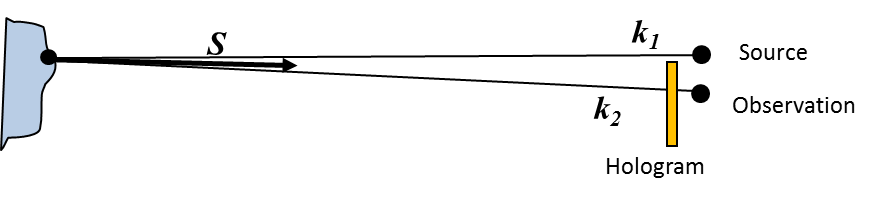 S
k1
Source
k2
Observation
Hologram